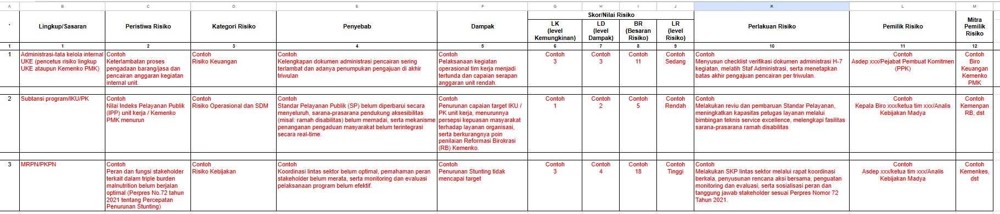 A B C D E F G H I J K L M
` Lingkup/Sasaran Peristiwa Risiko Kategori Risiko Penyebab Dampak Skor/Nilai Risiko Perlakuan Risiko Pemilik Risiko Mitra
Pemilik
Risiko
LK
(level
Kemungkinan)
LD
(level
Dampak)
BR
(Besaran
Risiko)
LR
(level
Risiko)
1 1 2 3 4 5 6 7 8 9 10 11 12
1
Administrasi-tata kelola internal
UKE (pencetus risiko lingkup
UKE ataupun Kemenko PMK)
Contoh
Keterlambatan proses
pengadaan barang/jasa dan
pencairan anggaran kegiatan
internal unit.
Contoh
Risiko Keuangan
Contoh
Kelengkapan dokumen administrasi pencairan sering
terlambat dan adanya penumpukan pengajuan di akhir
triwulan
Contoh
Pelaksanaan kegiatan
operasional tim kerja menjadi
tertunda dan capaian serapan
anggaran unit rendah.
Contoh
3
Contoh
3
Contoh
11
Contoh
Sedang
Contoh
Menyusun checklist verifikasi dokumen administrasi H-7
kegiatan, melatih Staf Administrasi, serta menetapkan
batas akhir pengajuan pencairan per triwulan.
Contoh
Asdep xxx/Pejabat Pembuat Komitmen
(PPK)
Contoh
Biro
Keuangan
Kemenko
PMK
2
Subtansi program/IKU/PK
Contoh
Nilai Indeks Pelayanan Publik
(IPP) unit kerja / Kemenko
PMK menurun
Contoh
Risiko Operasional dan SDM
Contoh
Standar Pelayanan Publik (SP) belum diperbarui secara
menyeluruh, sarana-prasarana pendukung aksesibilitas
(misal: ramah disabilitas) belum memadai, serta mekanisme
penanganan pengaduan masyarakat belum terintegrasi
secara real-time.
Contoh
Penurunan capaian target IKU /
PK unit kerja, menurunnya
persepsi kepuasan masyarakat
terhadap layanan organisasi,
serta berkurangnya poin
penilaian Reformasi Birokrasi
(RB) Kemenko.
Contoh
1
Contoh
2
Contoh
5
Contoh
Rendah
Contoh
Melakukan reviu dan pembaruan Standar Pelayanan,
meningkatkan kapasitas petugas layanan melalui
bimbingan teknis service excellence, melengkapi fasilitas
sarana-prasarana ramah disabilitas
Contoh
Kepala Biro xxx/ketua tim xxx/Analis
Kebijakan Madya
Contoh
Kemenpan
RB, dst
3
MRPN/PKPN
Contoh
Peran dan fungsi stakeholder
terkait dalam triple burden
malnutrition belum berjalan
optimal (Perpres No.72 tahun
2021 tentang Percepatan
Penurunan Stunting)
Contoh
Risiko Kebijakan
Contoh
Koordinasi lintas sektor belum optimal, pemahaman peran
stakeholder belum merata, serta monitoring dan evaluasi
pelaksanaan program belum efektif.
Contoh
Penurunan Stunting tidak
mencapai target
Contoh
3
Contoh
4
Contoh
18
Contoh
Tinggi
Contoh
Melakukan SKP lintas sektor melalui rapat koordinasi
berkala, penyusunan rencana aksi bersama, penguatan
monitoring dan evaluasi, serta sosialisasi peran dan
tanggung jawab stakeholder sesuai Perpres Nomor 72
Tahun 2021.
Contoh
Asdep xxx/ketua tim xxx/Analis
Kebijakan Madya
Contoh
Kemenkes,
dst